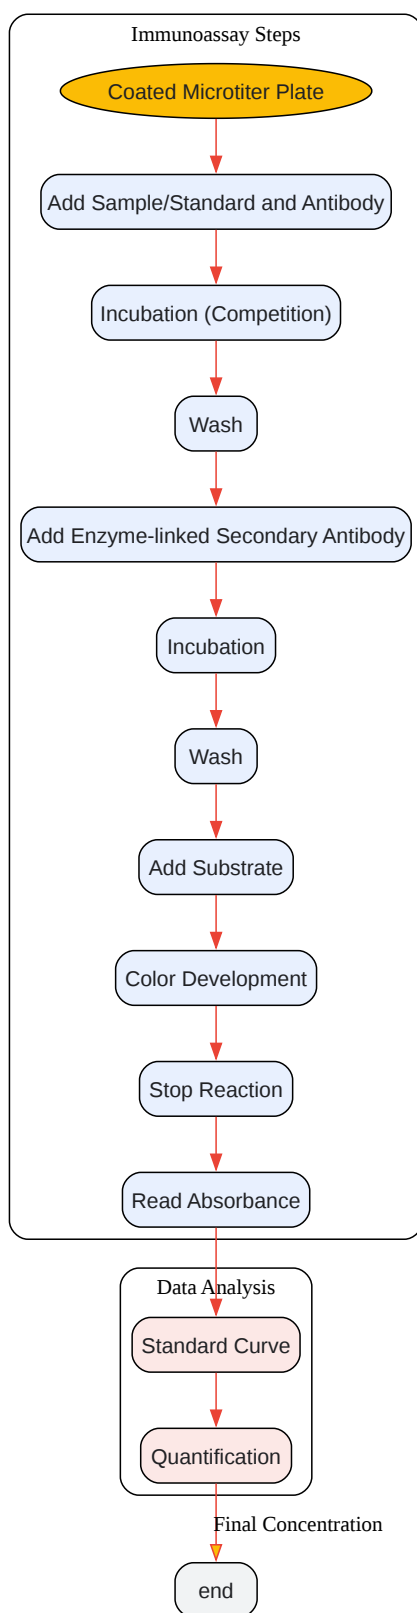 Immunoassay Steps
Coated Microtiter Plate
Add Sample/Standard and Antibody
Incubation (Competition)
Wash
Add Enzyme-linked Secondary Antibody
Incubation
Wash
Add Substrate
Color Development
Stop Reaction
Read Absorbance
Data Analysis
Standard Curve
Quantification
Final Concentration
end